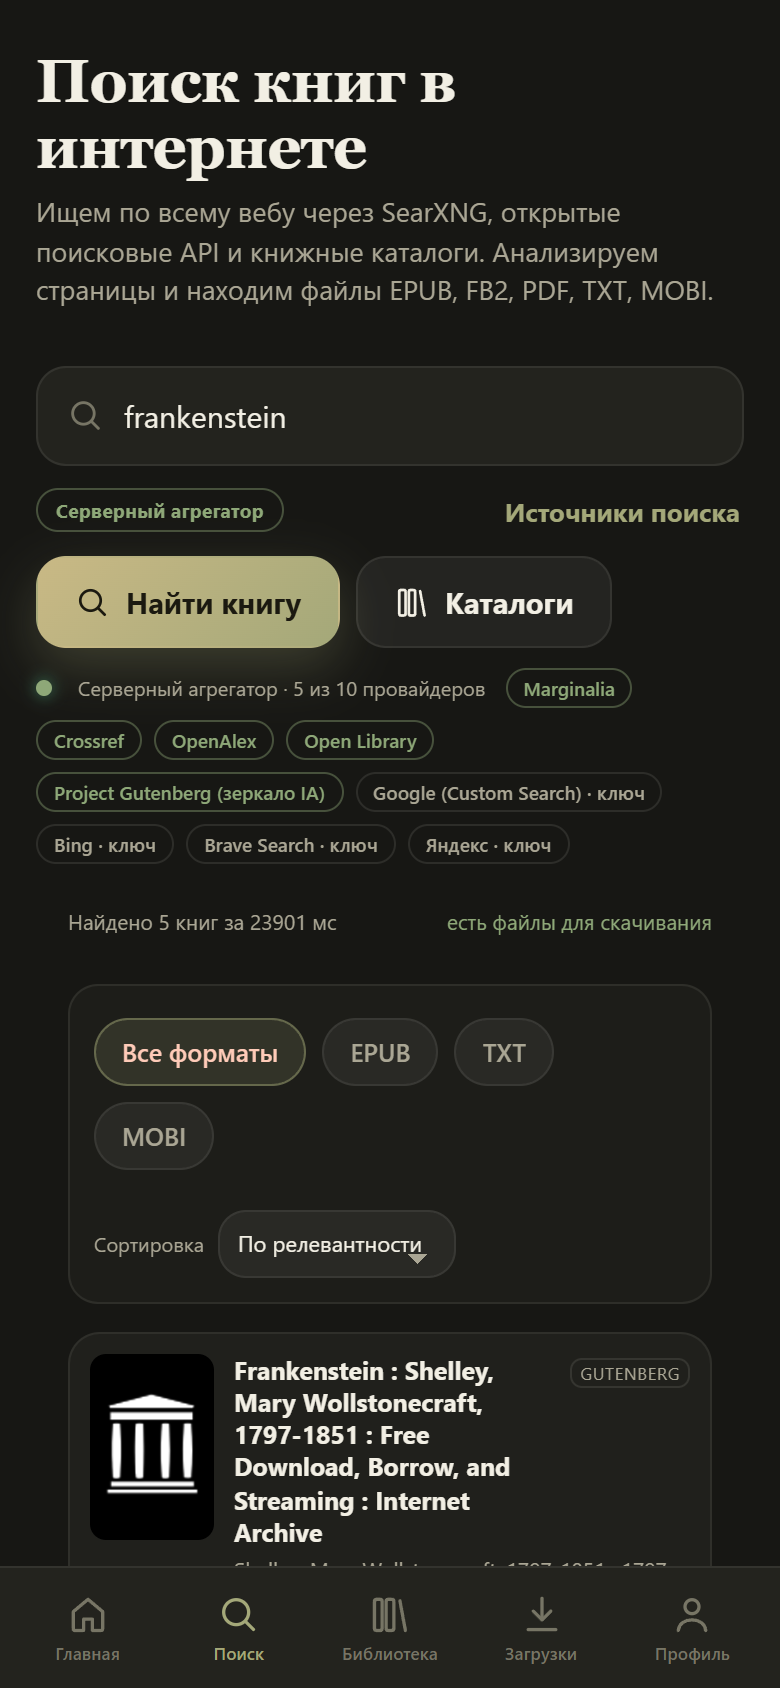 Поиск книг в
интернете
Ищем по всему вебу через SearXNG, открытые
поисковые API и книжные каталоги. Анализируем
страницы и находим файлы EPUB, FB2, PDF, TXT, MOBI.
frankenstein
Серверный агрегатор
Источники поиска
Найти книгу
Каталоги
Серверный агрегатор · 5 из 10 провайдеров
Marginalia
Crossref
OpenAlex
Open Library
Project Gutenberg (зеркало IA)
Google (Custom Search) · ключ
Bing · ключ
Brave Search · ключ
Яндекс · ключ
Найдено 5 книг за 23901 мс
есть файлы для скачивания
Все форматы
EPUB
TXT
MOBI
Сортировка
По релевантности
Frankenstein : Shelley,
Mary Wollstonecraft,
1797-1851 : Free
Download, Borrow, and
Streaming : Internet
Archive
GUTENBERG
Главная
Поиск
Библиотека
Загрузки
Профиль